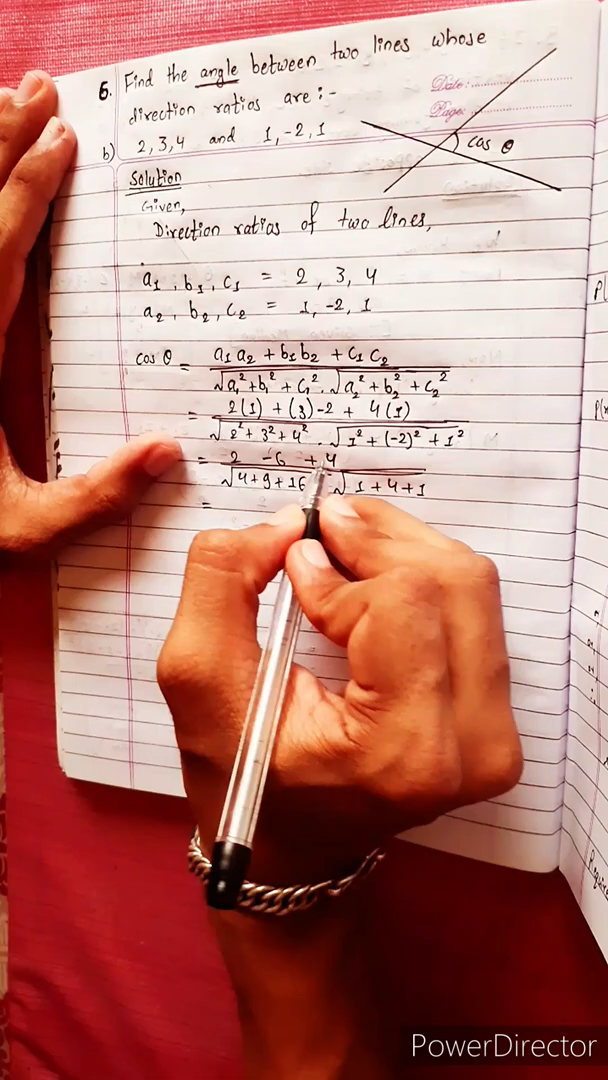 6. Find the angle between two lines whose
direction ratios are :-
Date:
Page:
b) 2, 3, 4 and 1, -2, 1
cos θ
Solution
Given,
Direction ratios of two lines,
a₁, b₁, c₁ = 2, 3, 4
a₂, b₂, c₂ = 1, -2, 1
cos θ = a₁a₂ + b₁b₂ + c₁c₂
√a₁² + b₁² + c₁² . √a₂² + b₂² + c₂²
= 2(1) + (3)-2 + 4(1)
√2² + 3² + 4² . √1² + (-2)² + 1²
= 2 -6 +4
√4+9+16 √1+4+1
=
PowerDirector